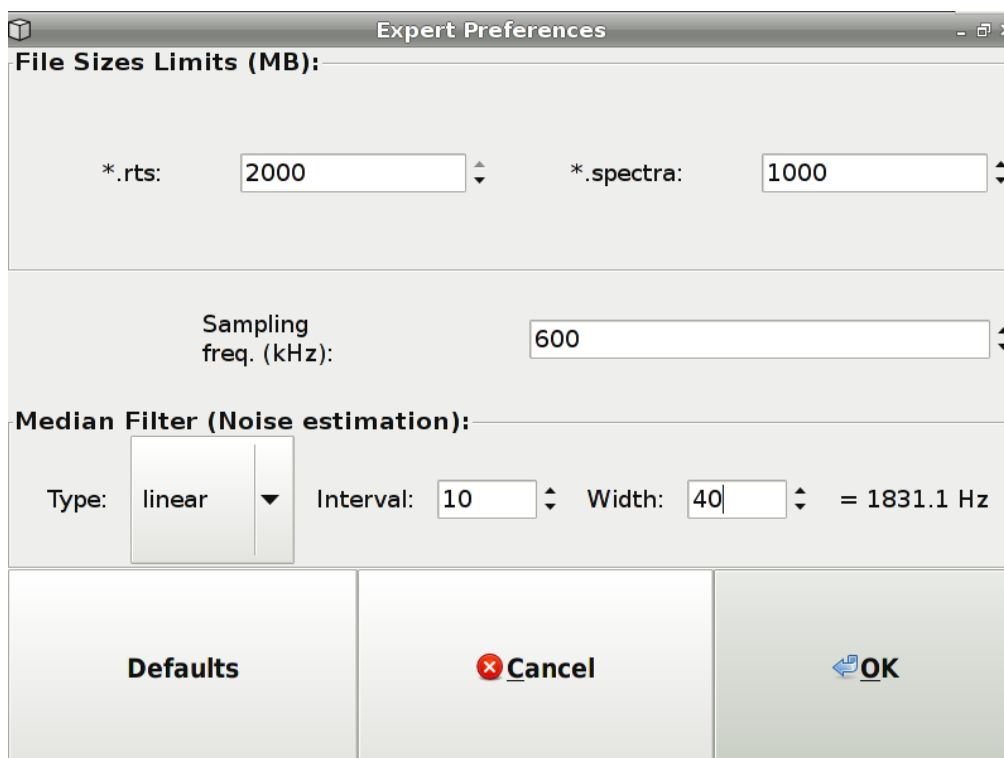 Expert Preferences
File Sizes Limits (MB):
*.rts: 2000 *.spectra: 1000
Sampling
freq. (kHz): 600
Median Filter (Noise estimation):
Type: linear Interval: 10 Width: 40 = 1831.1 Hz
Defaults Cancel OK